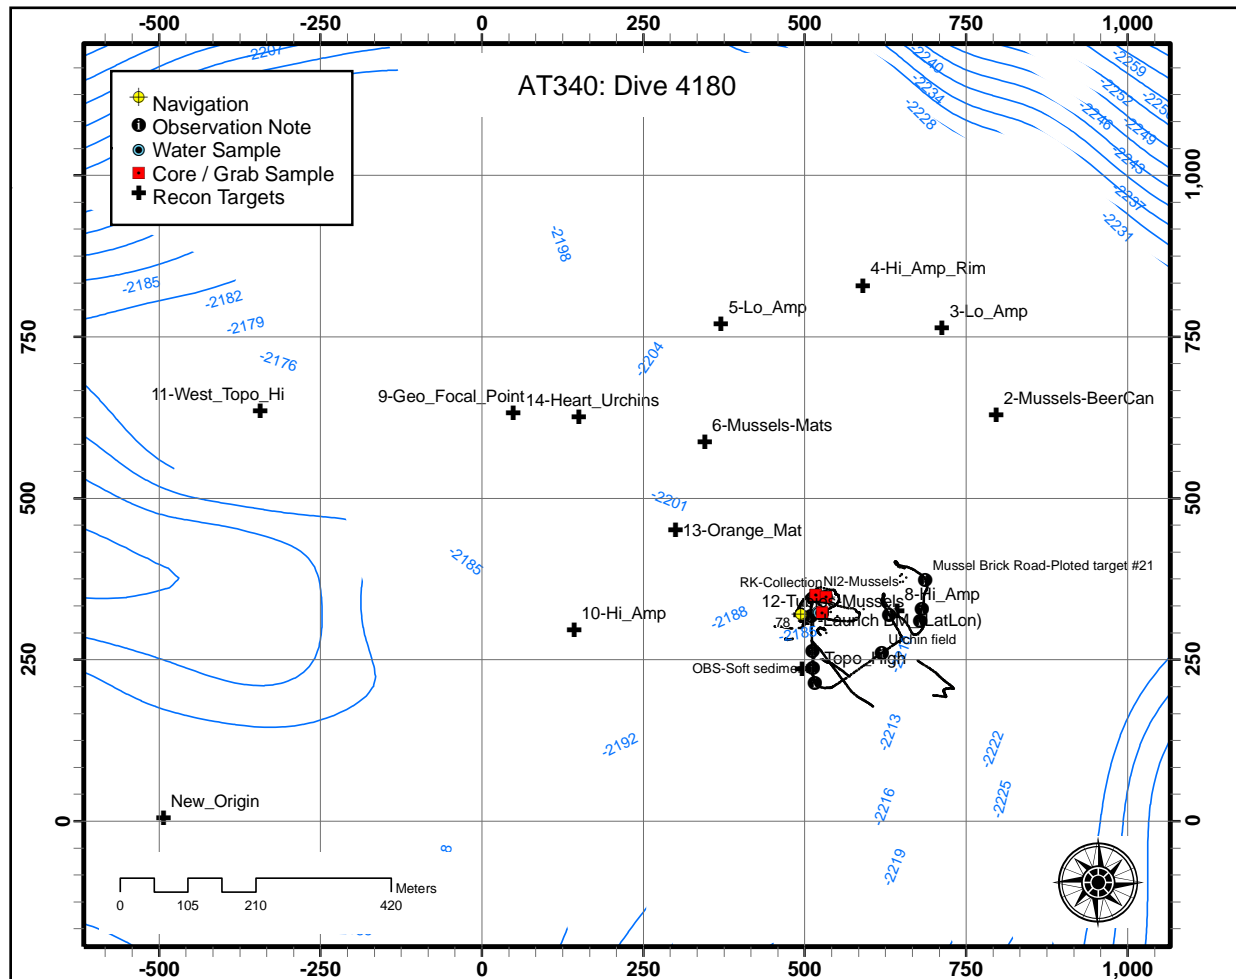 -500 -250 0 250 500 750 1,000
AT340: Dive 4180
Navigation
Observation Note
Water Sample
Core / Grab Sample
Recon Targets
-2207
-2240
-2234
-2228
-2259
-2252
-2246
-2249
-2243
-2237
-2231
1,000
1,000
-2198
-2185
-2182
-2179
-2176
4-Hi_Amp_Rim
5-Lo_Amp
3-Lo_Amp
750
750
-2204
11-West_Topo_Hi
9-Geo_Focal_Point
14-Heart_Urchins
2-Mussels-BeerCan
6-Mussels-Mats
500
500
-2201
13-Orange_Mat
-2185
Mussel Brick Road-Ploted target #21
RK-Collection
NI2-Mussels
8-Hi_Amp
10-Hi_Amp
-2188
78
-2185
Urchin field
Topo_High
OBS-Soft sedime
250
250
-2213
-2192
-2222
-2216
-2225
-2219
New_Origin
0
0
8
Meters
0 105 210 420
-500 -250 0 250 500 750 1,000